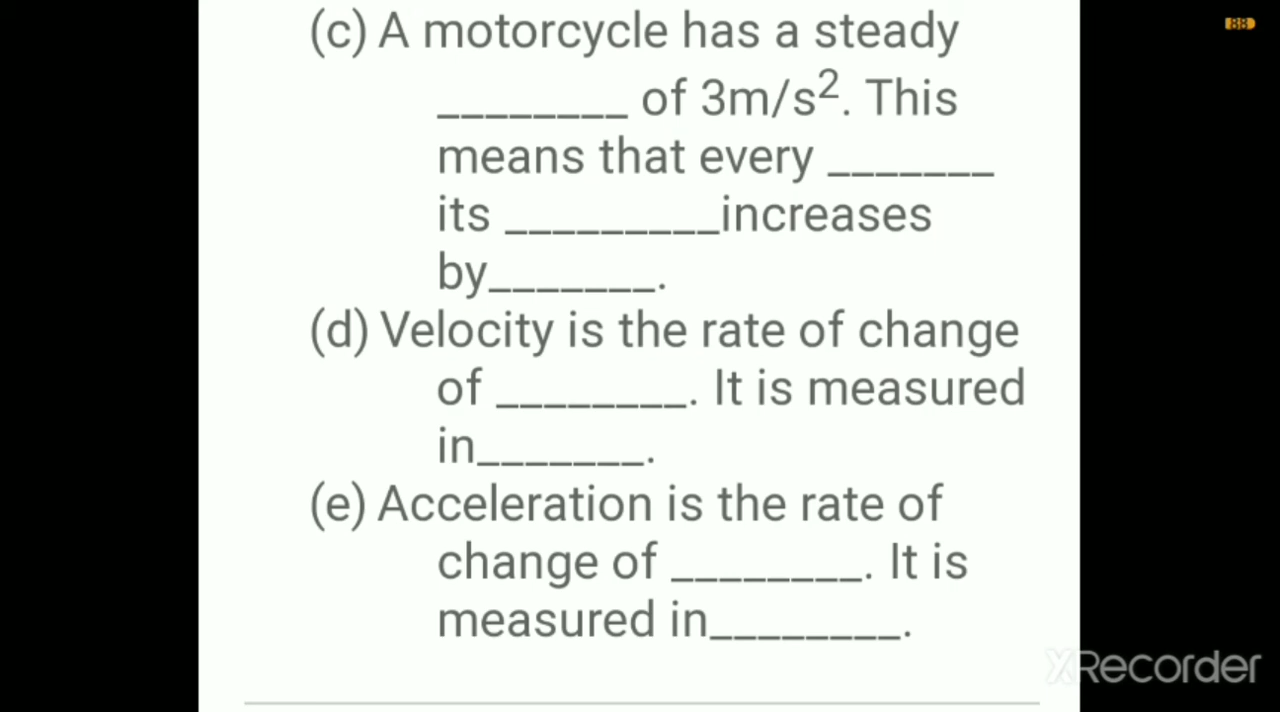 (c) A motorcycle has a steady
________ of 3m/s². This
means that every _______
its _________increases
by_______.
(d) Velocity is the rate of change
of ________. It is measured
in_______.
(e) Acceleration is the rate of
change of ________. It is
measured in________.
XRecorder